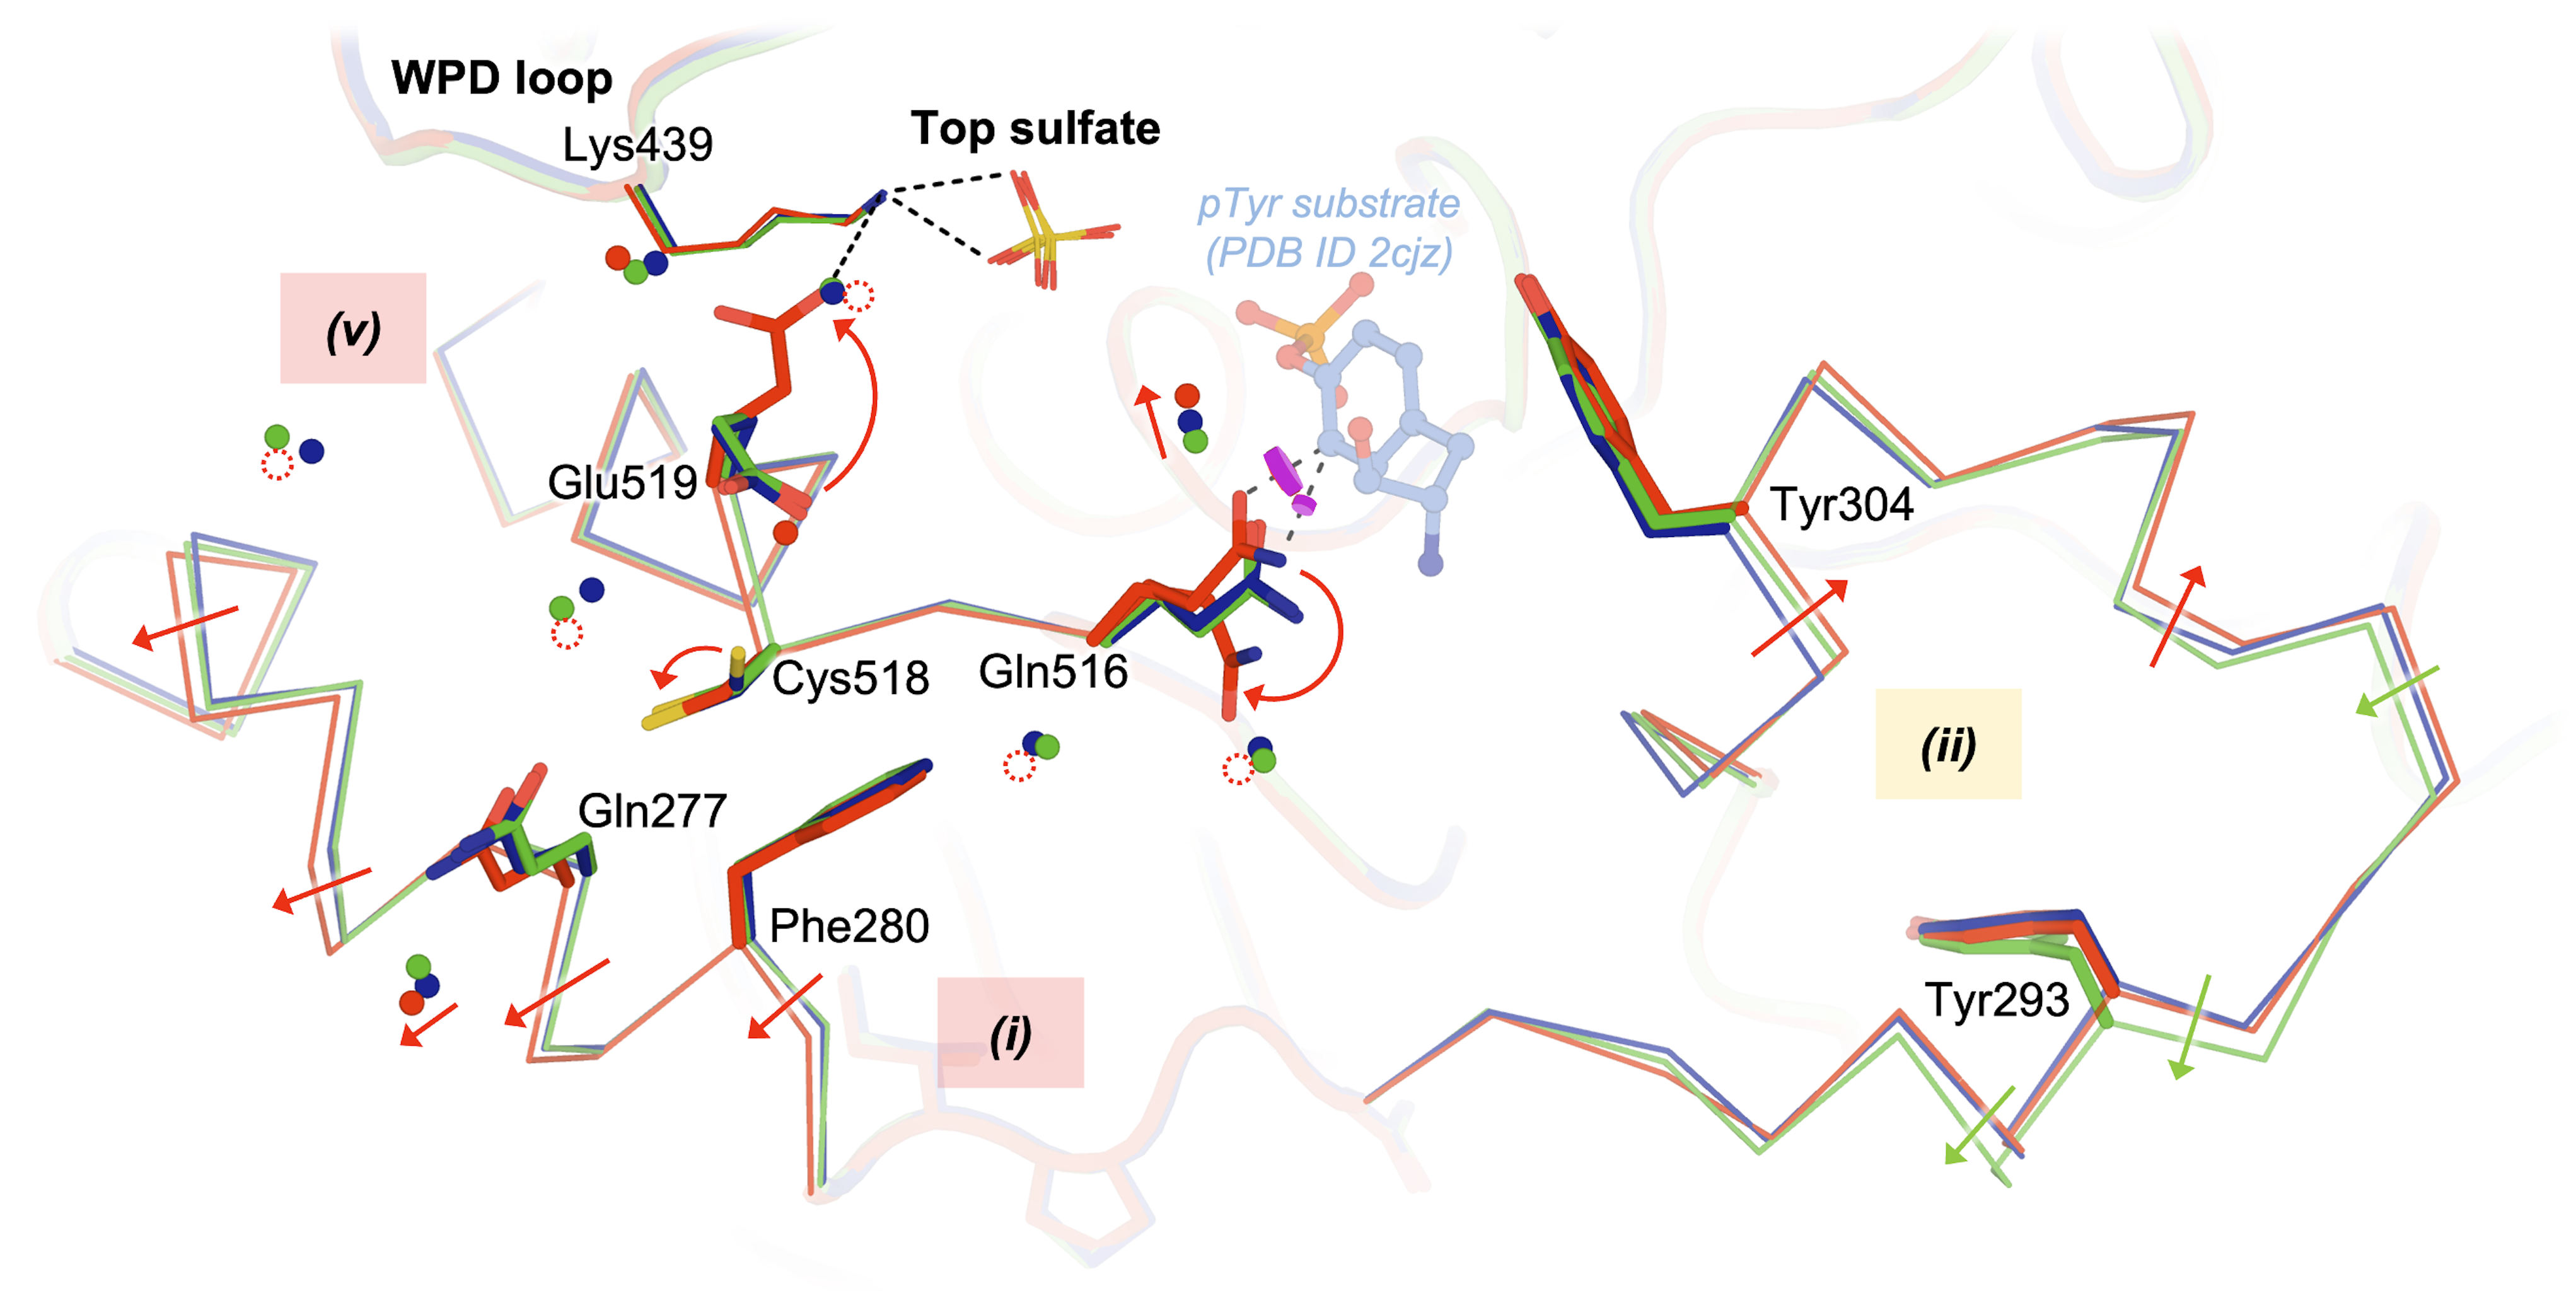 WPD loop
Lys439
Top sulfate
pTyr substrate
(PDB ID 2cjz)
(v)
Glu519
Tyr304
Cys518
Gln516
(ii)
Gln277
Phe280
Tyr293
(i)